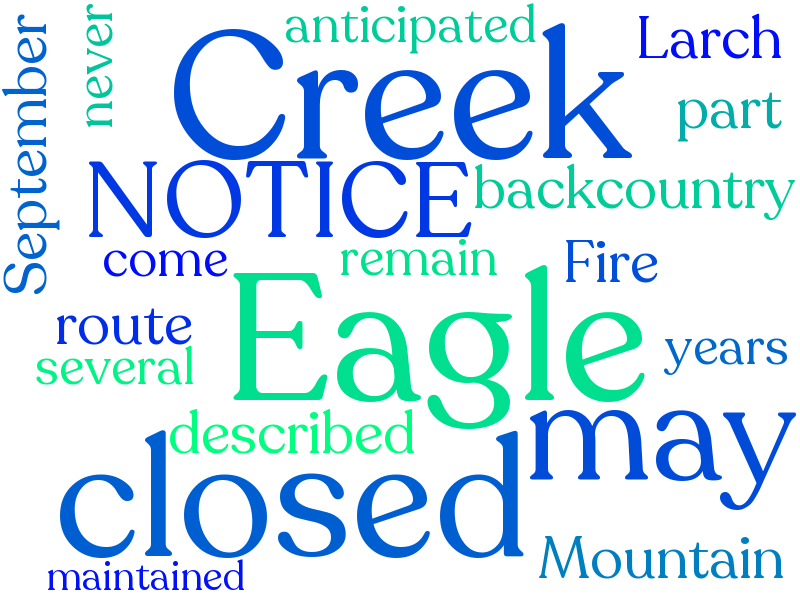 anticipated
Larch
never
September
Creek
part
NOTICE
backcountry
come
remain
Fire
Eagle
route
years
several
described
may
closed
Mountain
maintained